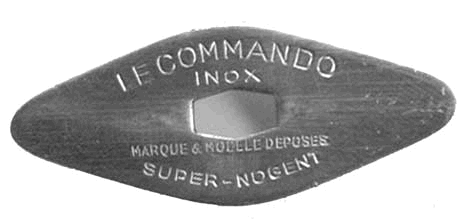 LE COMMANDO
INOX
MARQUE & MODELE DEPOSES
SUPER-NOGENT